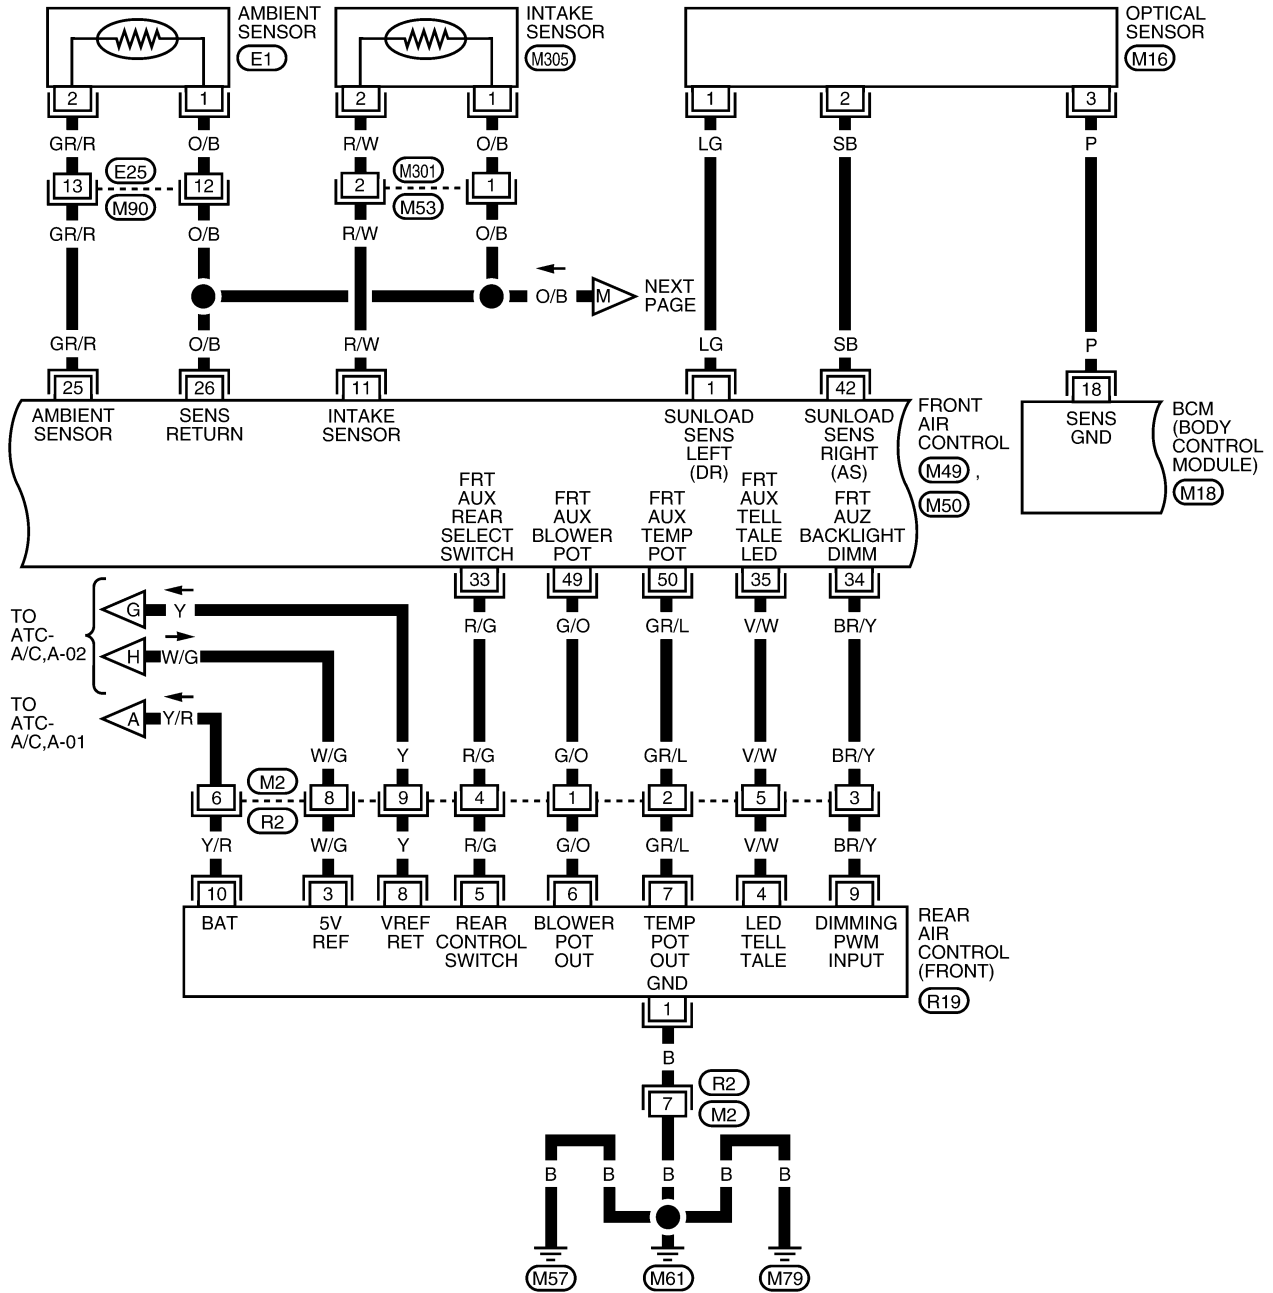 AMBIENT
SENSOR
E1
INTAKE
SENSOR
M305
OPTICAL
SENSOR
M16
2 1 2 1 1 2 3
GR/R O/B R/W O/B LG SB P
13 E25 12 2 M301 1
M90 M53
GR/R O/B R/W O/B
O/B M NEXT
PAGE
GR/R O/B R/W LG SB P
25 26 11 1 42 18
AMBIENT
SENSOR
SENS
RETURN
INTAKE
SENSOR
SUNLOAD
SENS
LEFT
(DR)
SUNLOAD
SENS
RIGHT
(AS)
FRONT
AIR
CONTROL
M49 ,
M50
SENS
GND
BCM
(BODY
CONTROL
MODULE)
M18
FRT
AUX
REAR
SELECT
SWITCH
FRT
AUX
BLOWER
POT
FRT
AUX
TEMP
POT
FRT
AUX
TELL
TALE
LED
FRT
AUZ
BACKLIGHT
DIMM
33 49 50 35 34
TO
ATC-
A/C,A-02
G Y
H W/G
R/G G/O GR/L V/W BR/Y
TO
ATC-
A/C,A-01
A Y/R
W/G Y R/G G/O GR/L V/W BR/Y
6 M2 8 9 4 1 2 5 3
R2
Y/R W/G Y R/G G/O GR/L V/W BR/Y
10 3 8 5 6 7 4 9
BAT
5V
REF
VREF
RET
REAR
CONTROL
SWITCH
BLOWER
POT
OUT
TEMP
POT
OUT
LED
TELL
TALE
DIMMING
PWM
INPUT
REAR
AIR
CONTROL
(FRONT)
R19
GND
1
B
7 R2
M2
B B B B B
M57 M61 M79